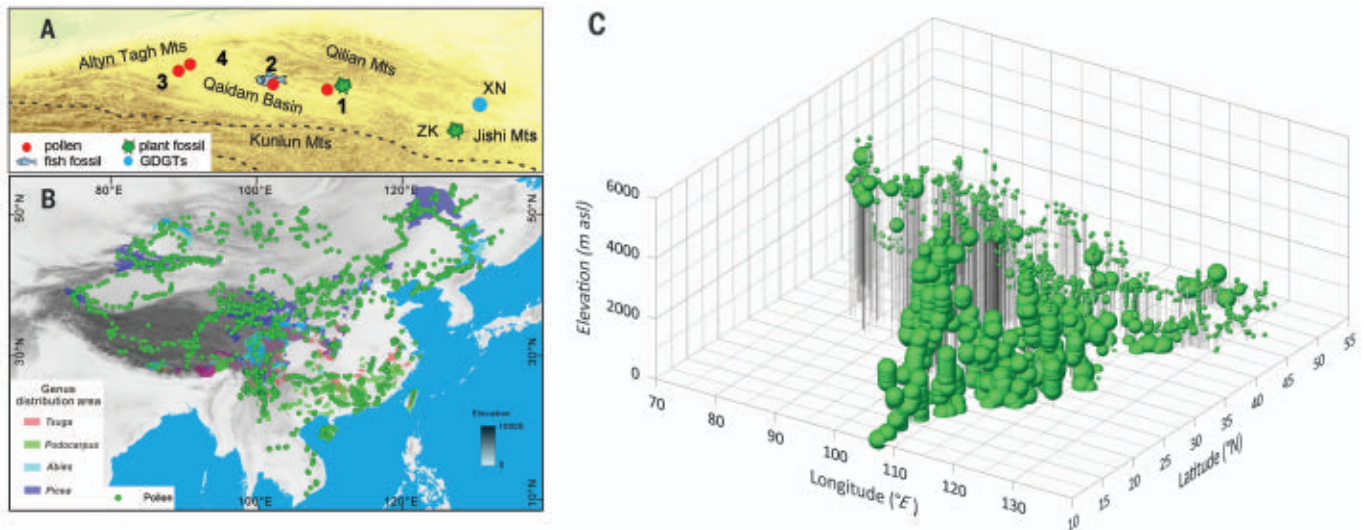 A
Altyn Tagh Mts
4
2
Qilian Mts
3
Qaidam Basin
1
XN
ZK
Jishi Mts
Kunlun Mts
pollen
plant fossil
fish fossil
GDGTs
B
80°E
100°E
120°E
50°N
50°N
30°N
30°N
10°N
10°N
Genus
distribution area
Tsuga
Podocarpus
Abies
Picea
Pollen
Elevation
0
100°E
120°E
C
Elevation (m asl)
6000
4000
2000
0
70
80
90
100
110
120
130
Longitude (°E)
10
15
20
25
30
35
40
45
50
55
Latitude (°N)